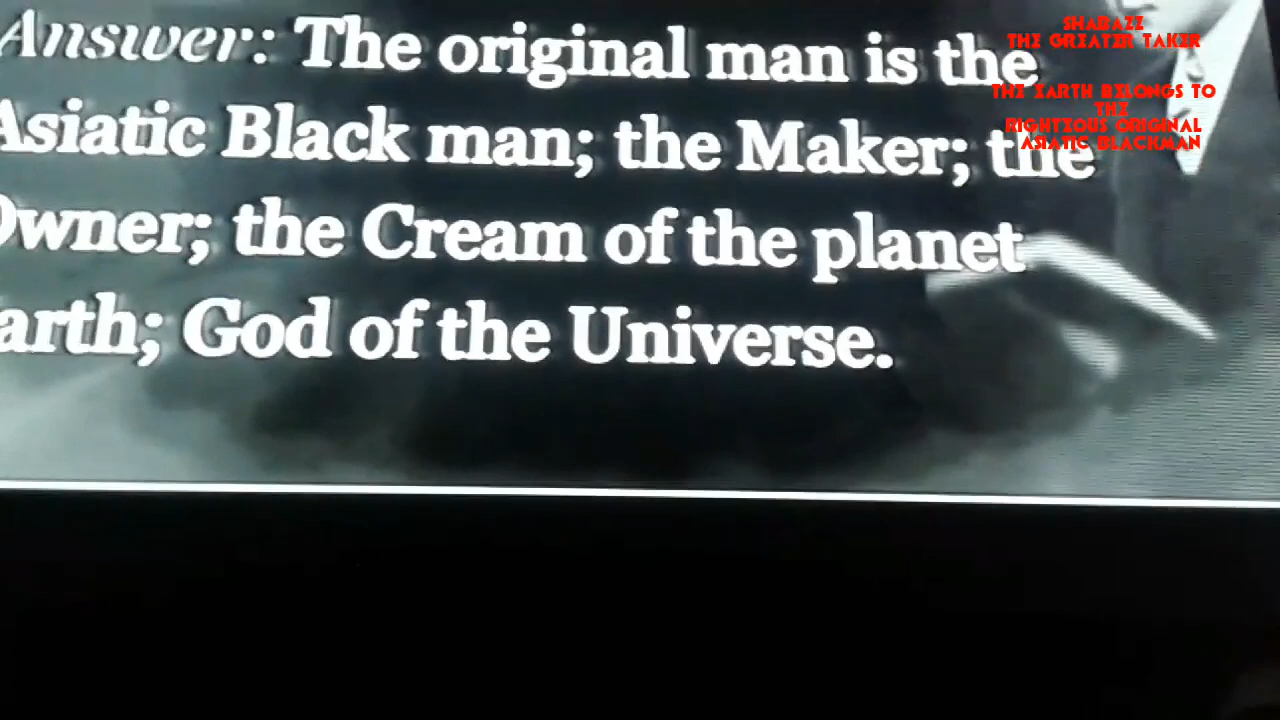 Answer: The original man is the
Asiatic Black man; the Maker; the
Owner; the Cream of the planet
arth; God of the Universe.
SHABAZZ
THE GREATER TAKER
THE EARTH BELONGS TO
THE
RIGHTEOUS ORIGINAL
ASIATIC BLACKMAN